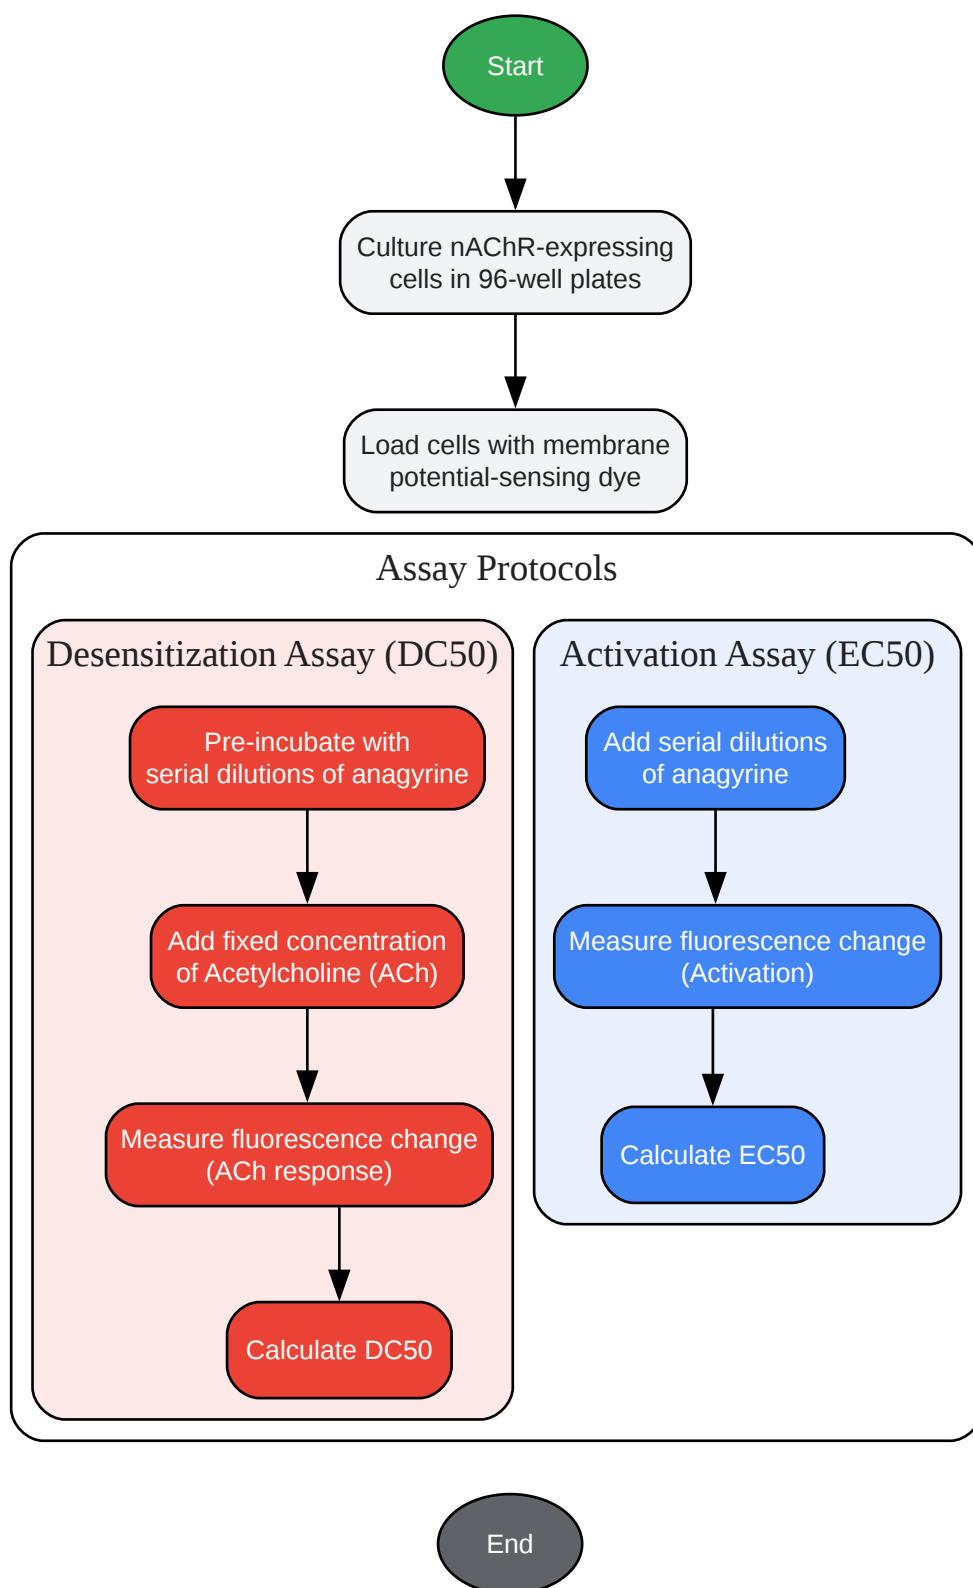 Start
Culture nAChR-expressing
cells in 96-well plates
Load cells with membrane
potential-sensing dye
Assay Protocols
Desensitization Assay (DC50)
Pre-incubate with
serial dilutions of anagyrine
Add fixed concentration
of Acetylcholine (ACh)
Measure fluorescence change
(ACh response)
Calculate DC50
Activation Assay (EC50)
Add serial dilutions
of anagyrine
Measure fluorescence change
(Activation)
Calculate EC50
End